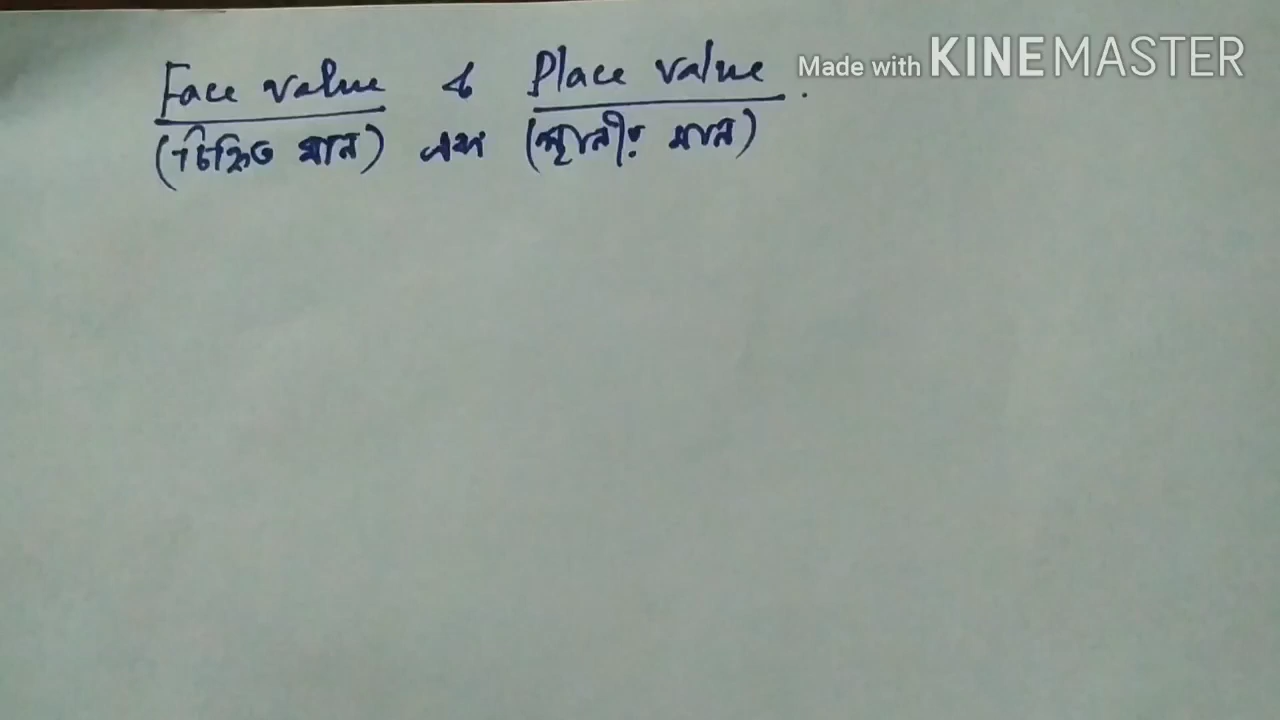 Face value & Place value.
Made with KINEMASTER
(চিহ্নিত মান) এবং (স্থানীয় মান)